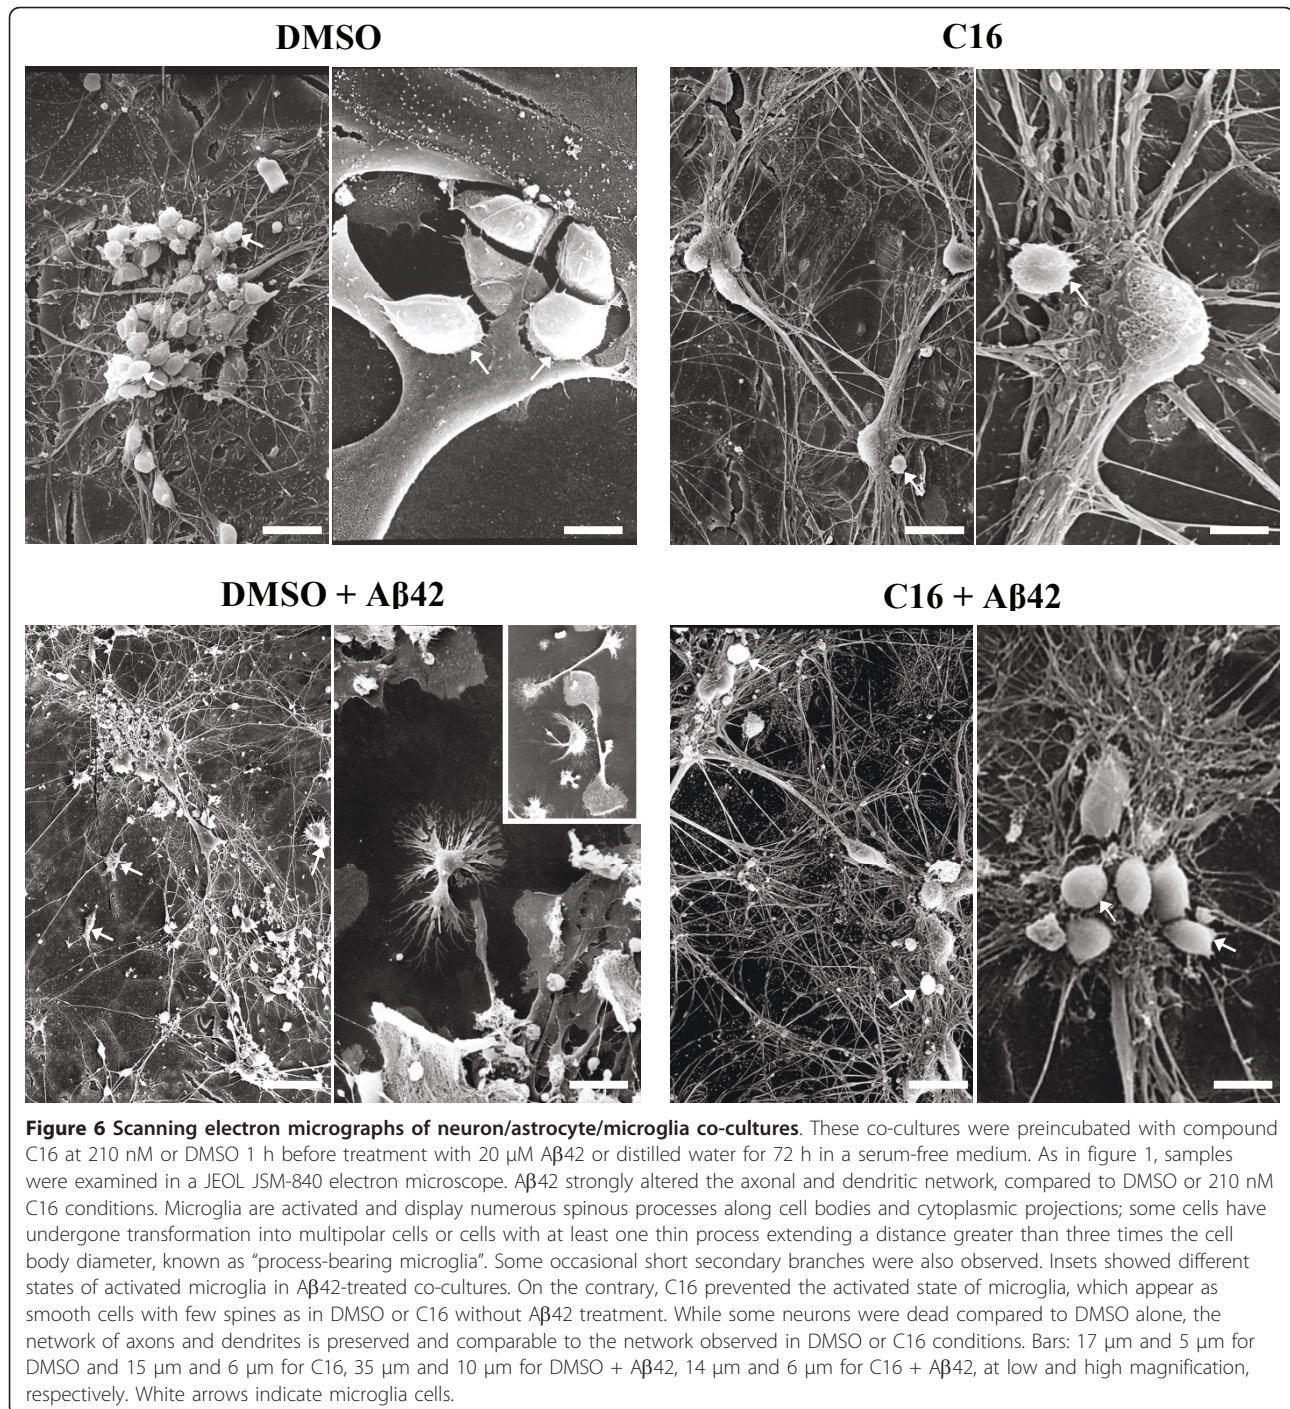 DMSO
C16
DMSO + Aβ42
C16 + Aβ42
Figure 6 Scanning electron micrographs of neuron/astrocyte/microglia co-cultures. These co-cultures were preincubated with compound
C16 at 210 nM or DMSO 1 h before treatment with 20 μM Aβ42 or distilled water for 72 h in a serum-free medium. As in figure 1, samples
were examined in a JEOL JSM-840 electron microscope. Aβ42 strongly altered the axonal and dendritic network, compared to DMSO or 210 nM
C16 conditions. Microglia are activated and display numerous spinous processes along cell bodies and cytoplasmic projections; some cells have
undergone transformation into multipolar cells or cells with at least one thin process extending a distance greater than three times the cell
body diameter, known as “process-bearing microglia”. Some occasional short secondary branches were also observed. Insets showed different
states of activated microglia in Aβ42-treated co-cultures. On the contrary, C16 prevented the activated state of microglia, which appear as
smooth cells with few spines as in DMSO or C16 without Aβ42 treatment. While some neurons were dead compared to DMSO alone, the
network of axons and dendrites is preserved and comparable to the network observed in DMSO or C16 conditions. Bars: 17 μm and 5 μm for
DMSO and 15 μm and 6 μm for C16, 35 μm and 10 μm for DMSO + Aβ42, 14 μm and 6 μm for C16 + Aβ42, at low and high magnification,
respectively. White arrows indicate microglia cells.